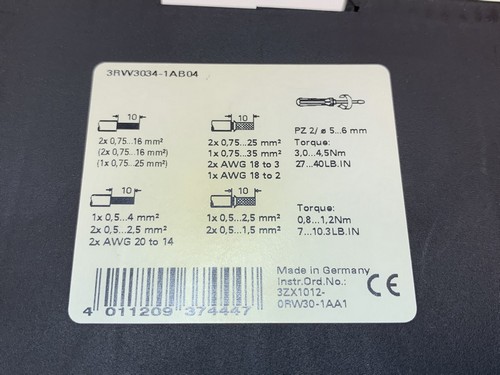 3RW3034-1AB04
10
2x 0,75...16 mm²
(2x 0,75...16 mm²)
(1x 0,75...25 mm²)
10
2x 0,75...25 mm²
1x 0,75...35 mm²
2x AWG 18 to 3
1x AWG 18 to 2
PZ 2/ ø 5...6 mm
Torque:
3,0...4,5Nm
27...40LB.IN
10
1x 0,5...4 mm²
2x 0,5...2,5 mm²
2x AWG 20 to 14
10
1x 0,5...2,5 mm²
2x 0,5...1,5 mm²
Torque:
0,8...1,2Nm
7...10.3LB.IN
4 011209 374447
Made in Germany
Instr.Ord.No.:
3ZX1012-
0RW30-1AA1
CE